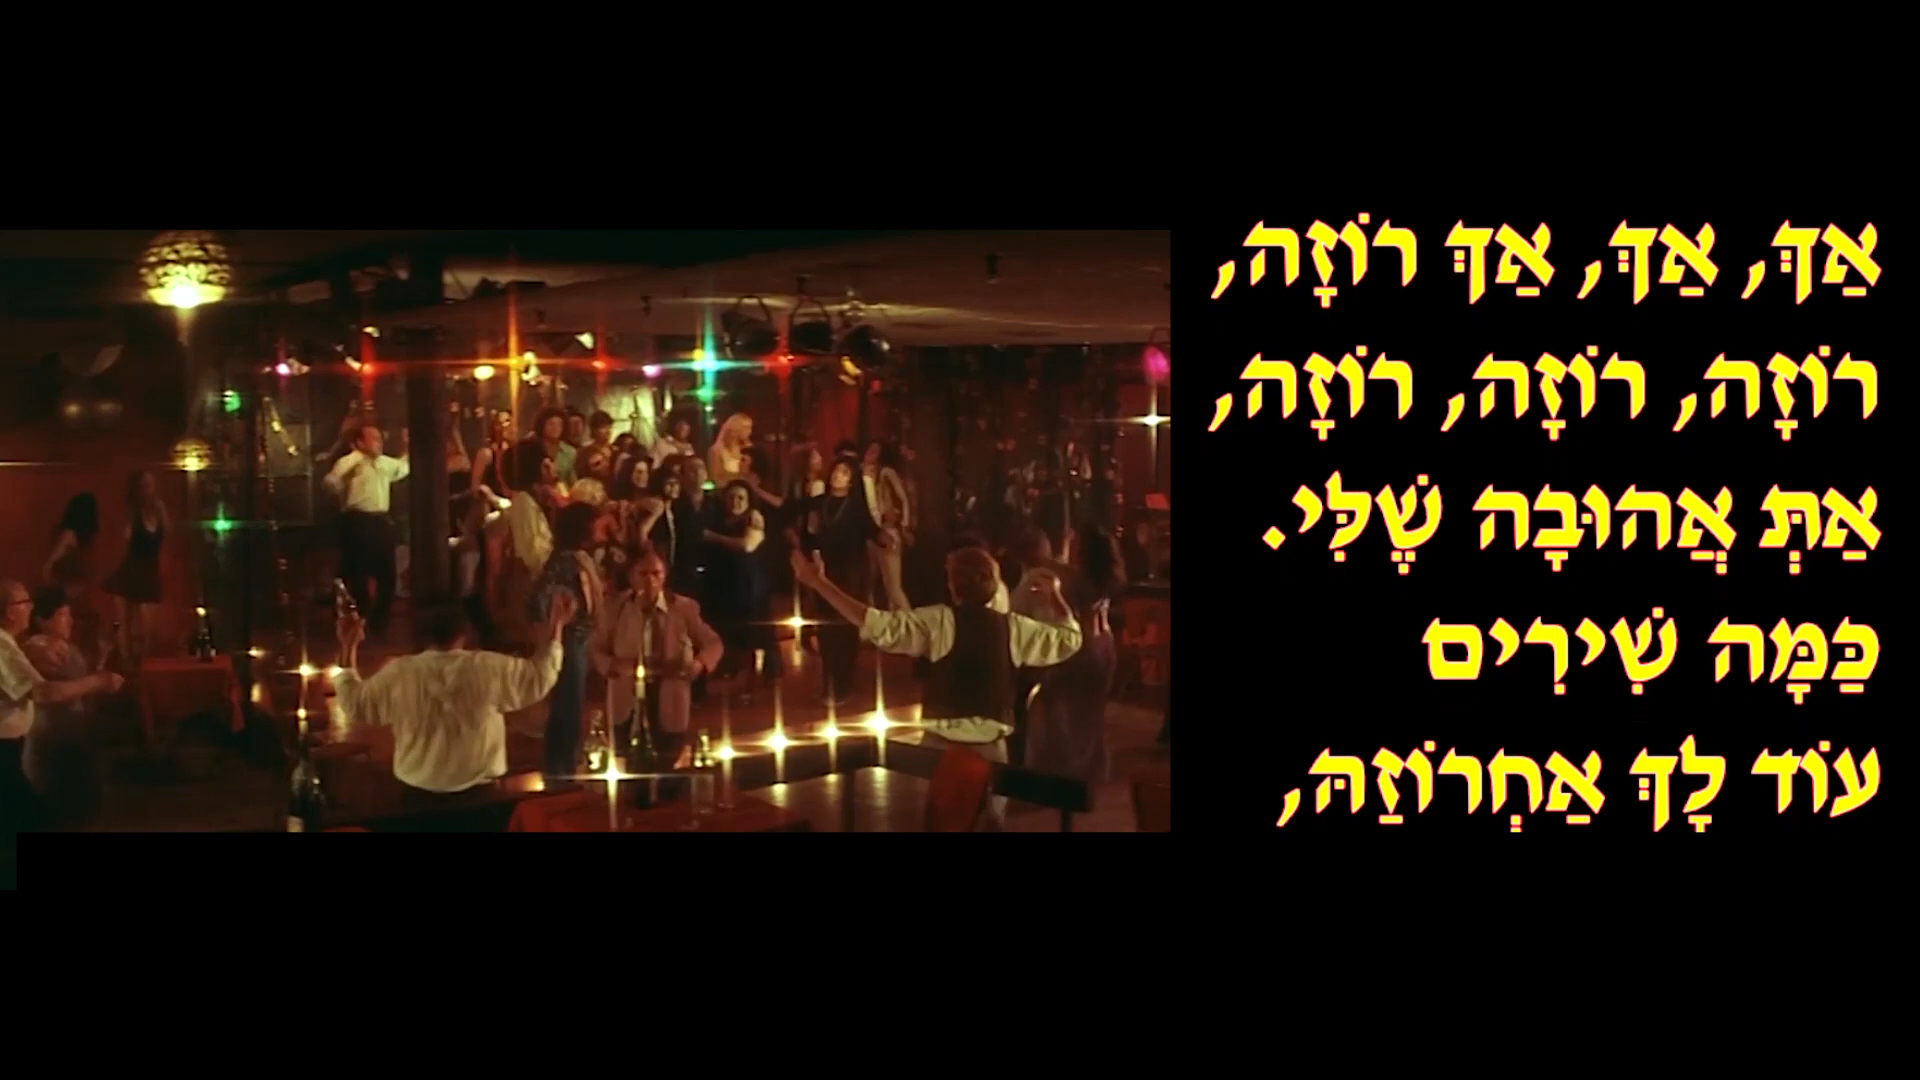 אַךְ, אַךְ, אַךְ רוֹזָה,
רוֹזָה, רוֹזָה, רוֹזָה,
אַתְּ אֲהוּבָה שֶׁלִּי.
כַּמָּה שִׁירִים
עוֹד לָךְ אַחְרוֹזַהּ,